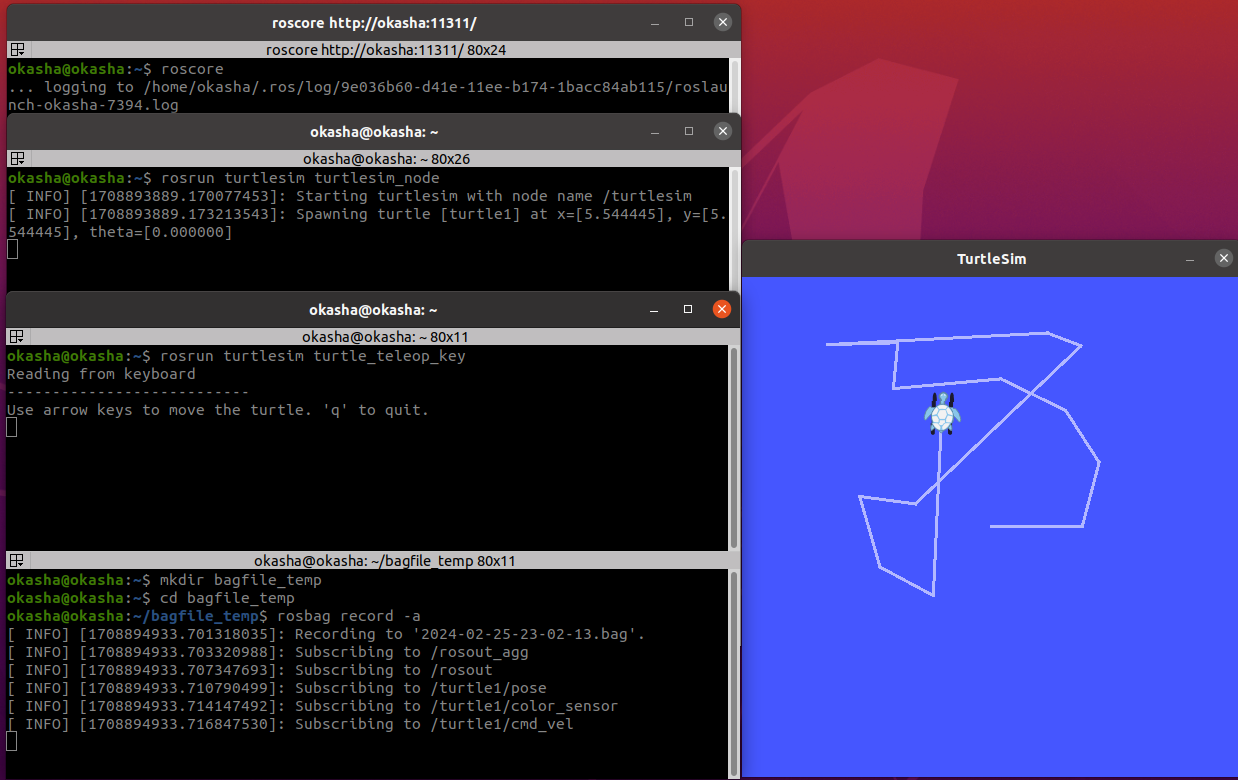 roscore http://okasha:11311/
roscore http://okasha:11311/ 80x24
okasha@okasha:~$ roscore
... logging to /home/okasha/.ros/log/9e036b60-d41e-11ee-b174-1bacc84ab115/roslau
nch-okasha-7394.log
okasha@okasha: ~
okasha@okasha: ~ 80x26
okasha@okasha:~$ rosrun turtlesim turtlesim_node
[ INFO] [1708893889.170077453]: Starting turtlesim with node name /turtlesim
[ INFO] [1708893889.173213543]: Spawning turtle [turtle1] at x=[5.544445], y=[5.
544445], theta=[0.000000]
okasha@okasha: ~
okasha@okasha: ~ 80x11
okasha@okasha:~$ rosrun turtlesim turtle_teleop_key
Reading from keyboard
---------------------------
Use arrow keys to move the turtle. 'q' to quit.
okasha@okasha: ~/bagfile_temp 80x11
okasha@okasha:~$ mkdir bagfile_temp
okasha@okasha:~$ cd bagfile_temp
okasha@okasha:~/bagfile_temp$ rosbag record -a
[ INFO] [1708894933.701318035]: Recording to '2024-02-25-23-02-13.bag'.
[ INFO] [1708894933.703320988]: Subscribing to /rosout_agg
[ INFO] [1708894933.707347693]: Subscribing to /rosout
[ INFO] [1708894933.710790499]: Subscribing to /turtle1/pose
[ INFO] [1708894933.714147492]: Subscribing to /turtle1/color_sensor
[ INFO] [1708894933.716847530]: Subscribing to /turtle1/cmd_vel
TurtleSim